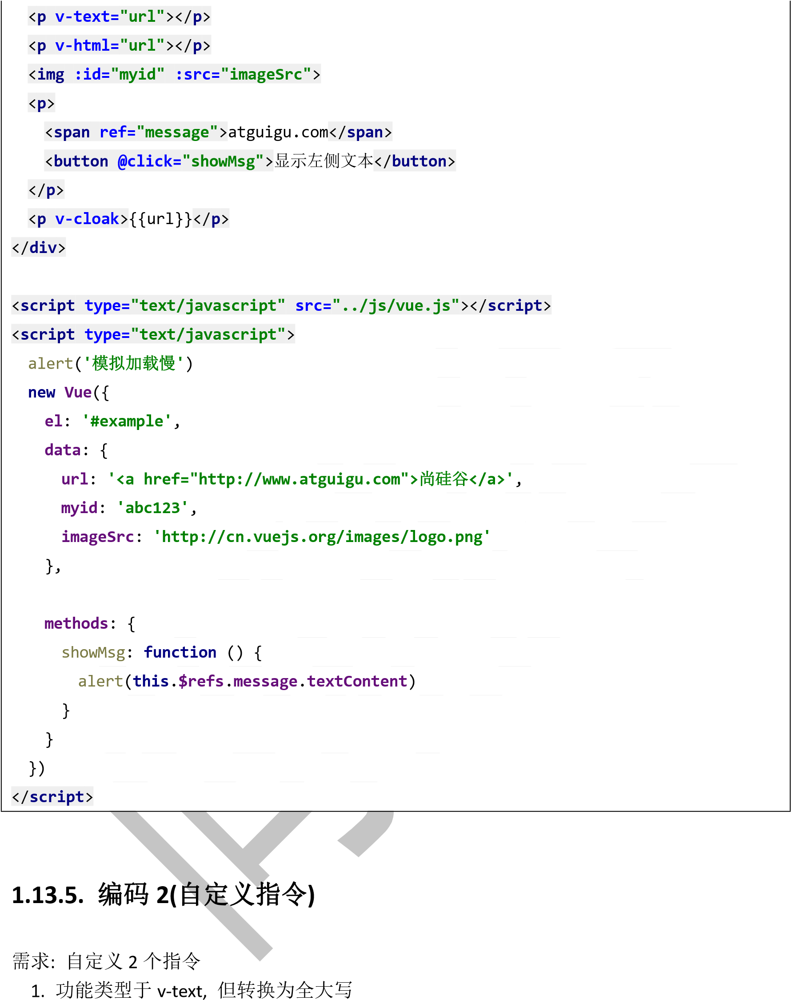 <p v-text="url"></p>
<p v-html="url"></p>
<img :id="myid" :src="imageSrc">
<p>
<span ref="message">atguigu.com</span>
<button @click="showMsg">显示左侧文本</button>
</p>
<p v-cloak>{{url}}</p>
</div>
<script type="text/javascript" src="../js/vue.js"></script>
<script type="text/javascript">
alert('模拟加载慢')
new Vue({
el: '#example',
data: {
url: '<a href="http://www.atguigu.com">尚硅谷</a>',
myid: 'abc123',
imageSrc: 'http://cn.vuejs.org/images/logo.png'
},
methods: {
showMsg: function () {
alert(this.$refs.message.textContent)
}
}
})
</script>
1.13.5. 编码 2(自定义指令)
需求: 自定义 2 个指令
1. 功能类型于 v-text, 但转换为全大写